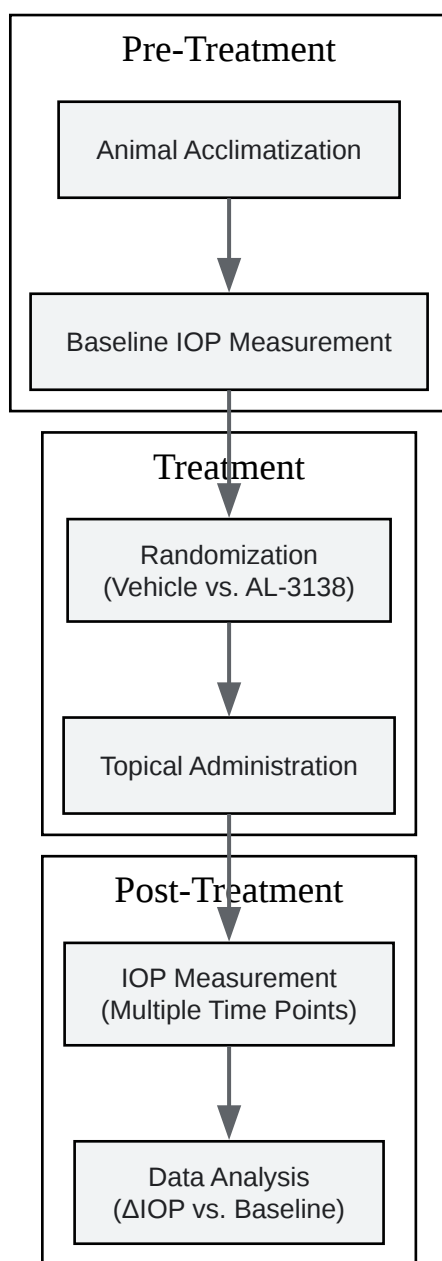 Pre-Treatment
Animal Acclimatization
Baseline IOP Measurement
Treatment
Randomization
(Vehicle vs. AL-3138)
Topical Administration
Post-Treatment
IOP Measurement
(Multiple Time Points)
Data Analysis
(ΔIOP vs. Baseline)